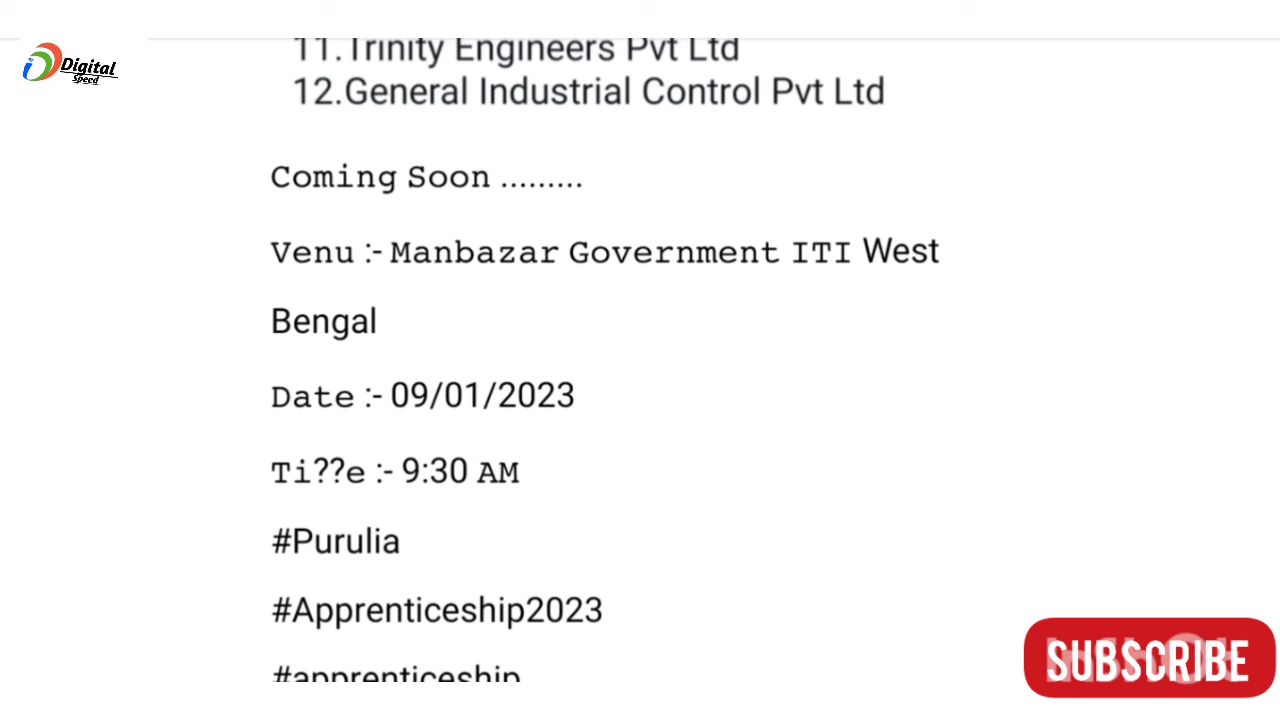 Digital
Speed
11.Trinity Engineers Pvt Ltd
12.General Industrial Control Pvt Ltd
Coming Soon .........
Venu :- Manbazar Government ITI West
Bengal
Date :- 09/01/2023
Ti??e :- 9:30 AM
#Purulia
#Apprenticeship2023
#apprenticeship
SUBSCRIBE